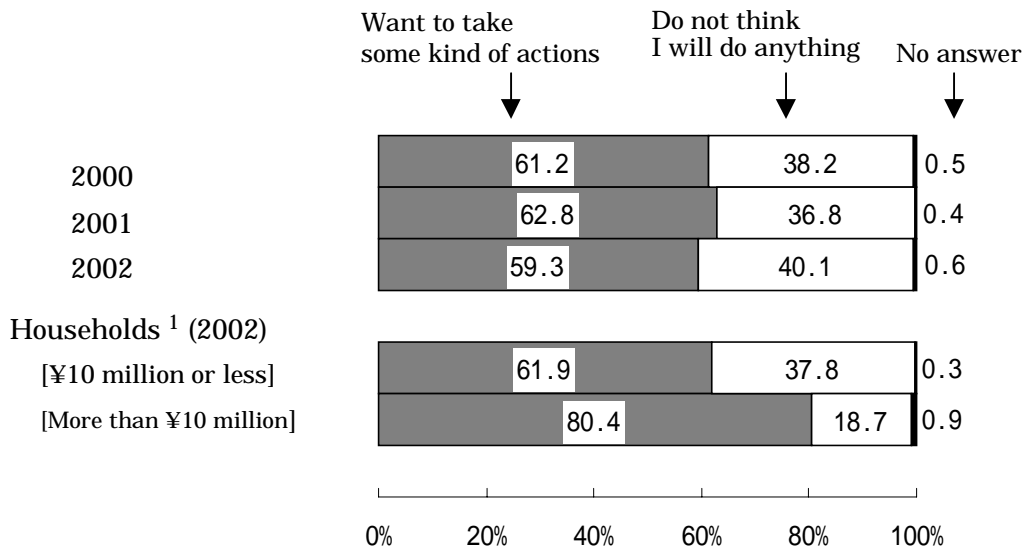 Want to take
some kind of actions
Do not think
I will do anything
No answer
2000 61.2 38.2 0.5
2001 62.8 36.8 0.4
2002 59.3 40.1 0.6
Households 1 (2002)
[¥10 million or less] 61.9 37.8 0.3
[More than ¥10 million] 80.4 18.7 0.9
0% 20% 40% 60% 80% 100%